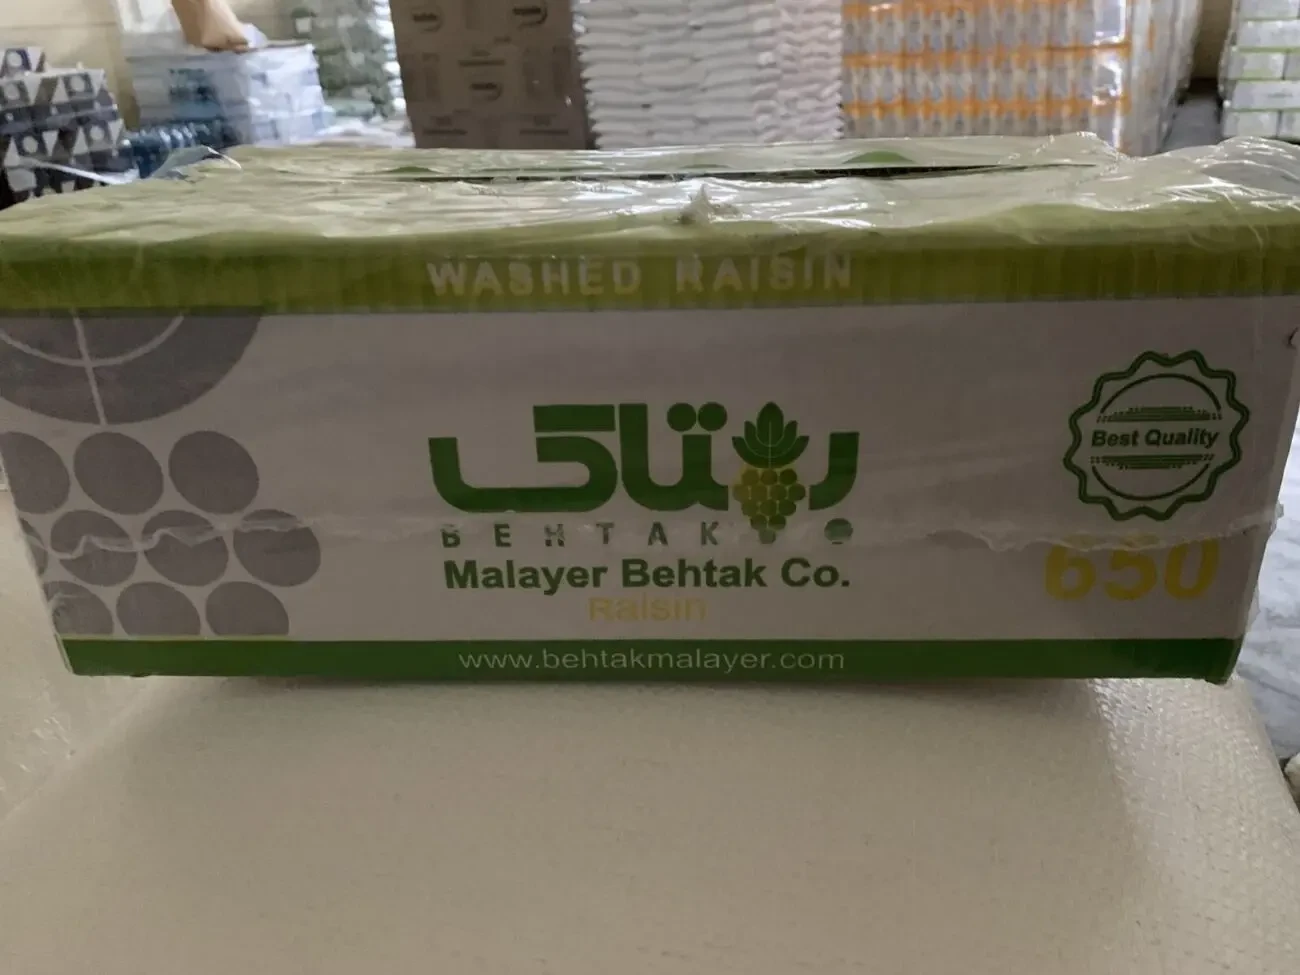 WASHED RAISIN
بهتاک
BEHTAK
Malayer Behtak Co.
Raisin
Best Quality
650
www.behtakmalayer.com